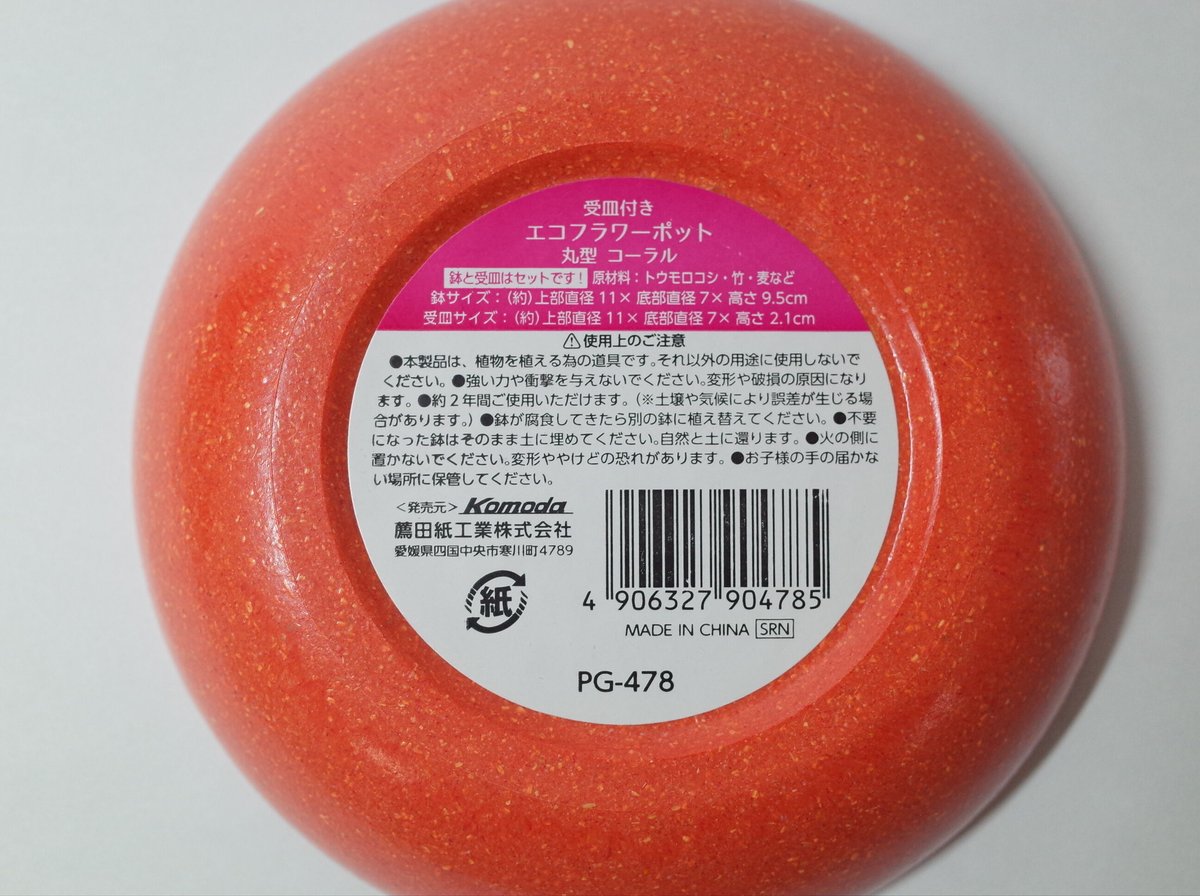 受皿付き
エコフラワーポット
丸型 コーラル
鉢と受皿はセットです! 原材料:トウモロコシ・竹・麦など
鉢サイズ:(約)上部直径11×底部直径7×高さ9.5cm
受皿サイズ:(約)上部直径11×底部直径7×高さ2.1cm
⚠使用上のご注意
●本製品は、植物を植える為の道具です。それ以外の用途に使用しないで
ください。●強い力や衝撃を与えないでください。変形や破損の原因になり
ます。●約2年間ご使用いただけます。(※土壌や気候により誤差が生じる場
合があります。)●鉢が腐食してきたら別の鉢に植え替えてください。●不要
になった鉢はそのまま土に埋めてください。自然と土に還ります。●火の側に
置かないでください。変形ややけどの恐れがあります。●お子様の手の届かな
い場所に保管してください。
<発売元> Komoda
薦田紙工業株式会社
愛媛県四国中央市寒川町4789
紙
4 906327 904785
MADE IN CHINA SRN
PG-478